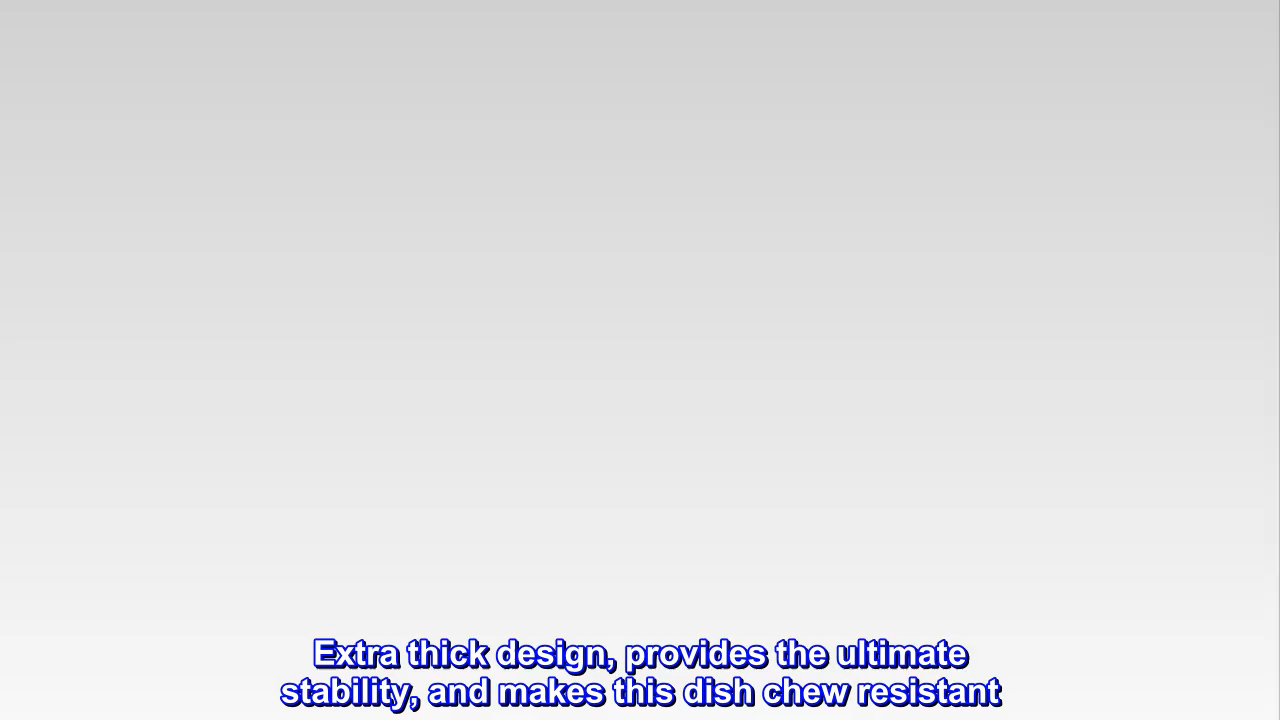 Extra thick design, provides the ultimate
stability, and makes this dish chew resistant